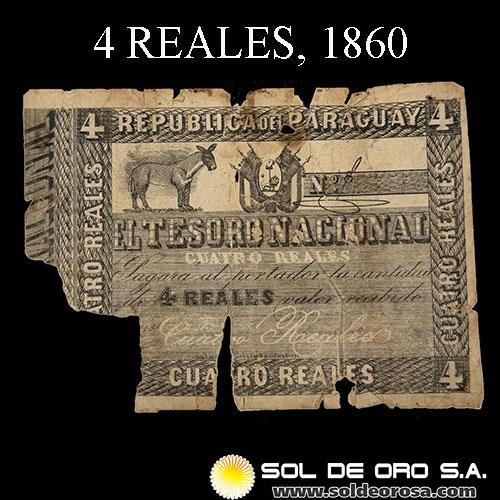 4 REALES, 1860
4 REPUBLICA DEL PARAGUAY 4
Nº
EL TESORO NACIONAL
CUATRO REALES
Pagará al portador la cantidad
de 4 REALES valor recibido
Cuatro Reales
CUATRO REALES 4
ATRO REALES
CUATRO REALES
SOL DE ORO S.A.
www.soldeorosa.com